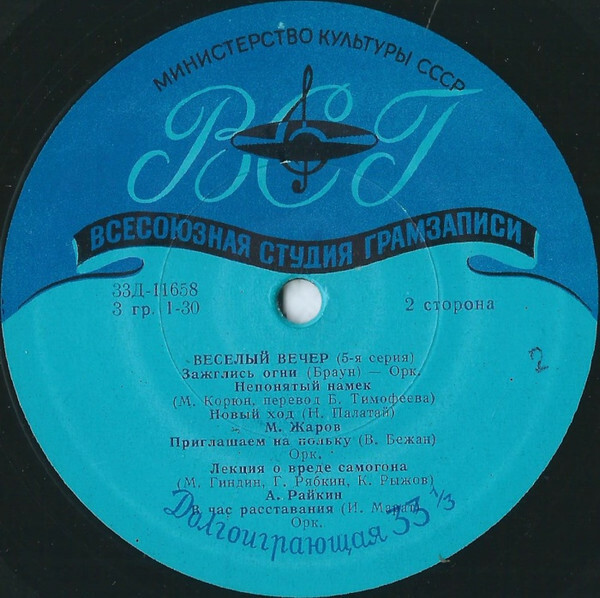 МИНИСТЕРСТВО КУЛЬТУРЫ СССР
ВСГ
ВСЕСОЮЗНАЯ СТУДИЯ ГРАМЗАПИСИ
33Д-11658
3 гр. 1-30
2 сторона
ВЕСЕЛЫЙ ВЕЧЕР (5-я серия)
Зажглись огни (Браун) — Орк.
Непонятый намек
(М. Корюн, перевод Б. Тимофеева)
Новый ход (И. Палатай)
М. Жаров
Приглашаем на польку (В. Бежан)
Орк.
Лекция о вреде самогона
(М. Гиндин, Г. Рябкин, К. Рыжов)
А. Райкин
В час расставания (И.
Орк.
Долгоиграющая 33 1/3
2